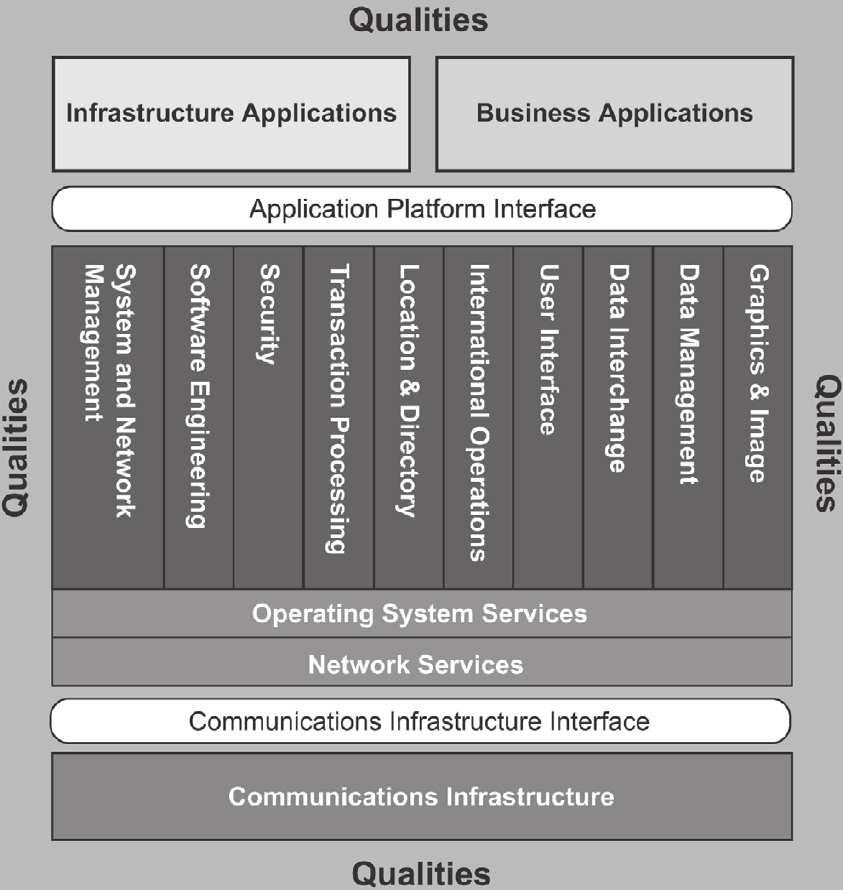 Qualities
Infrastructure Applications
Business Applications
Application Platform Interface
System and Network
Management
Software Engineering
Security
Transaction Processing
Location & Directory
International Operations
User Interface
Data Interchange
Data Management
Graphics & Image
Qualities
Qualities
Operating System Services
Network Services
Communications Infrastructure Interface
Communications Infrastructure
Qualities